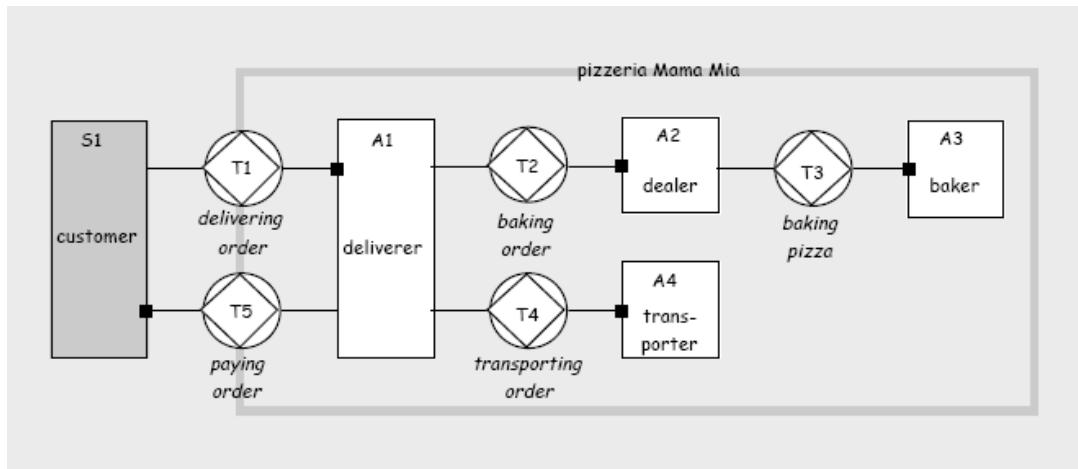 pizzeria Mama Mia
S1
customer
T1
delivering
order
A1
deliverer
T2
baking
order
A2
dealer
T3
baking
pizza
A3
baker
T5
paying
order
T4
transporting
order
A4
trans-
porter